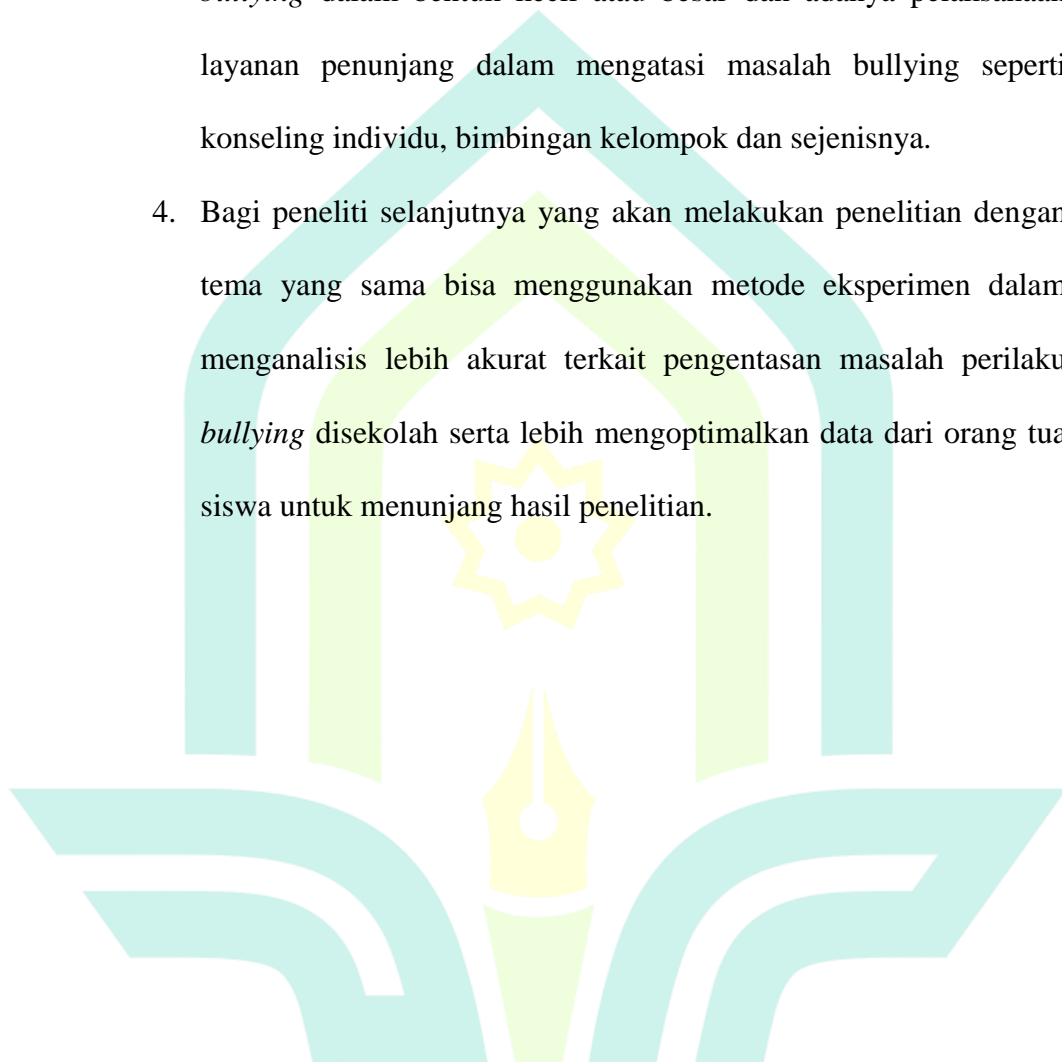 layanan penunjang dalam mengatasi masalah bullying seperti
konseling individu, bimbingan kelompok dan sejenisnya.
4. Bagi peneliti selanjutnya yang akan melakukan penelitian dengan
tema yang sama bisa menggunakan metode eksperimen dalam
menganalisis lebih akurat terkait pengentasan masalah perilaku
bullying disekolah serta lebih mengoptimalkan data dari orang tua
siswa untuk menunjang hasil penelitian.